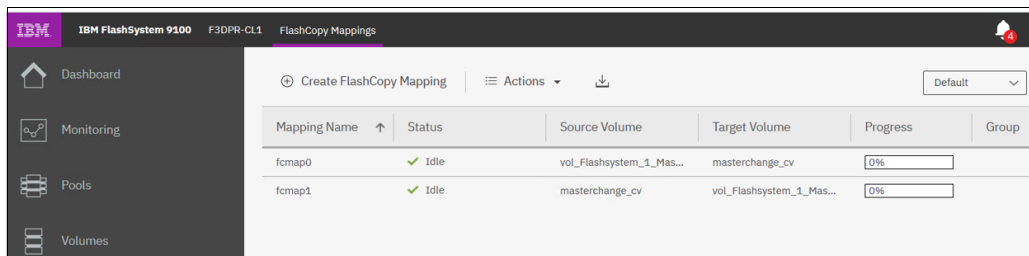 IBM IBM FlashSystem 9100 F3DPR-CL1 FlashCopy Mappings 4
Dashboard
Create FlashCopy Mapping Actions Default
Monitoring
Mapping Name Status Source Volume Target Volume Progress Group
fcmap0 Idle vol_Flashsystem_1_Mas... masterchange_cv 0%
Pools
fcmap1 Idle masterchange_cv vol_Flashsystem_1_Mas... 0%
Volumes